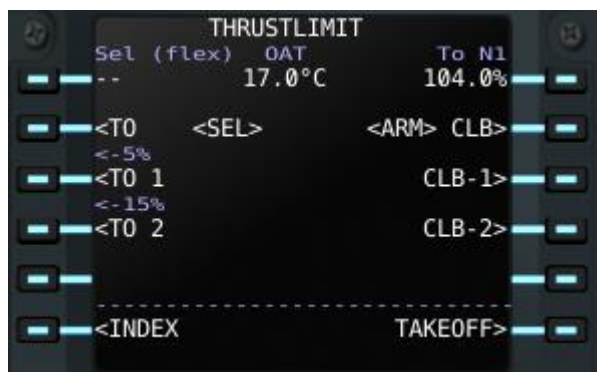 THRUSTLIMIT
Sel (flex) OAT To N1
-- 17.0°C 104.0%
<TO <SEL> <ARM> CLB>
<-5%
<TO 1 CLB-1>
<-15%
<TO 2 CLB-2>
--------------------------------
<INDEX TAKEOFF>